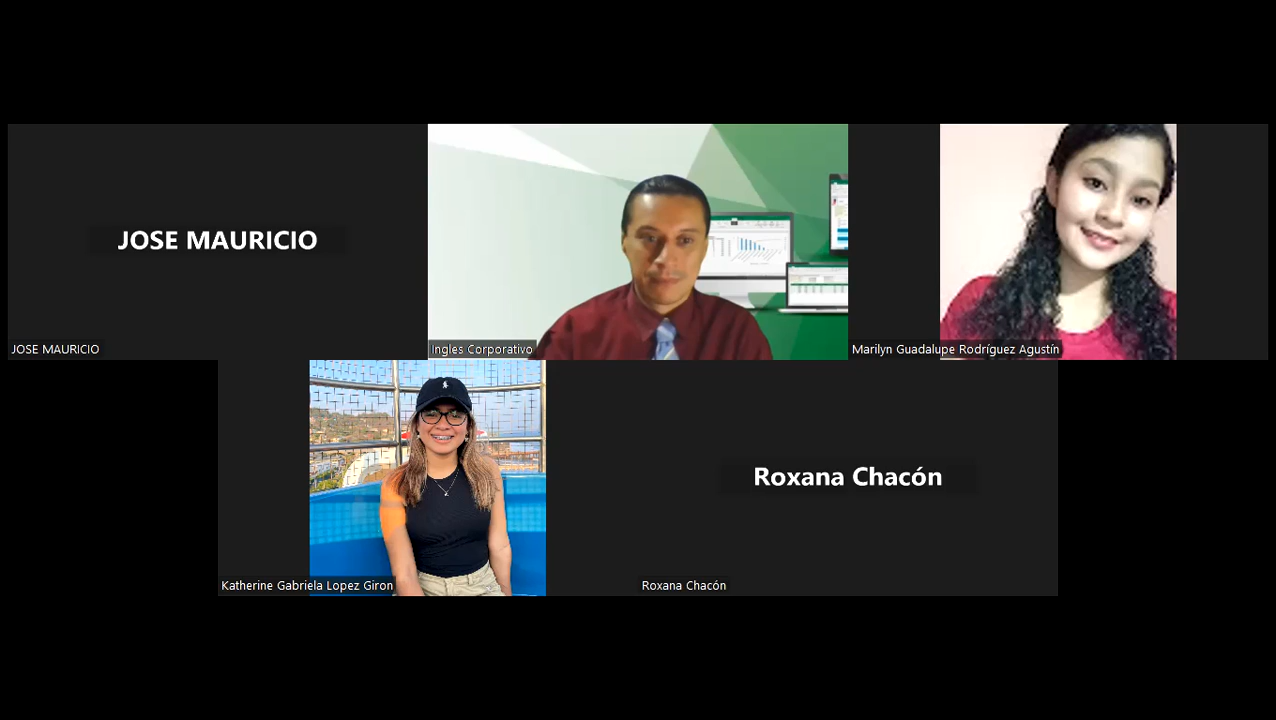 JOSE MAURICIO
JOSE MAURICIO
Ingles Corporativo
Marilyn Guadalupe Rodríguez Agustín
Katherine Gabriela Lopez Giron
Roxana Chacón
Roxana Chacón